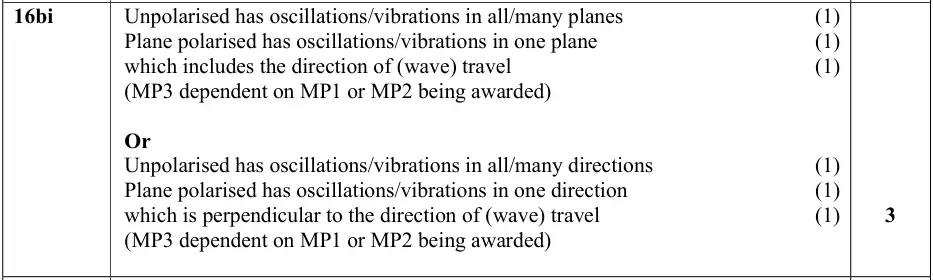 16bi Unpolarised has oscillations/vibrations in all/many planes (1)
Plane polarised has oscillations/vibrations in one plane (1)
which includes the direction of (wave) travel (1)
(MP3 dependent on MP1 or MP2 being awarded)
Or
Unpolarised has oscillations/vibrations in all/many directions (1)
Plane polarised has oscillations/vibrations in one direction (1)
which is perpendicular to the direction of (wave) travel (1) 3
(MP3 dependent on MP1 or MP2 being awarded)